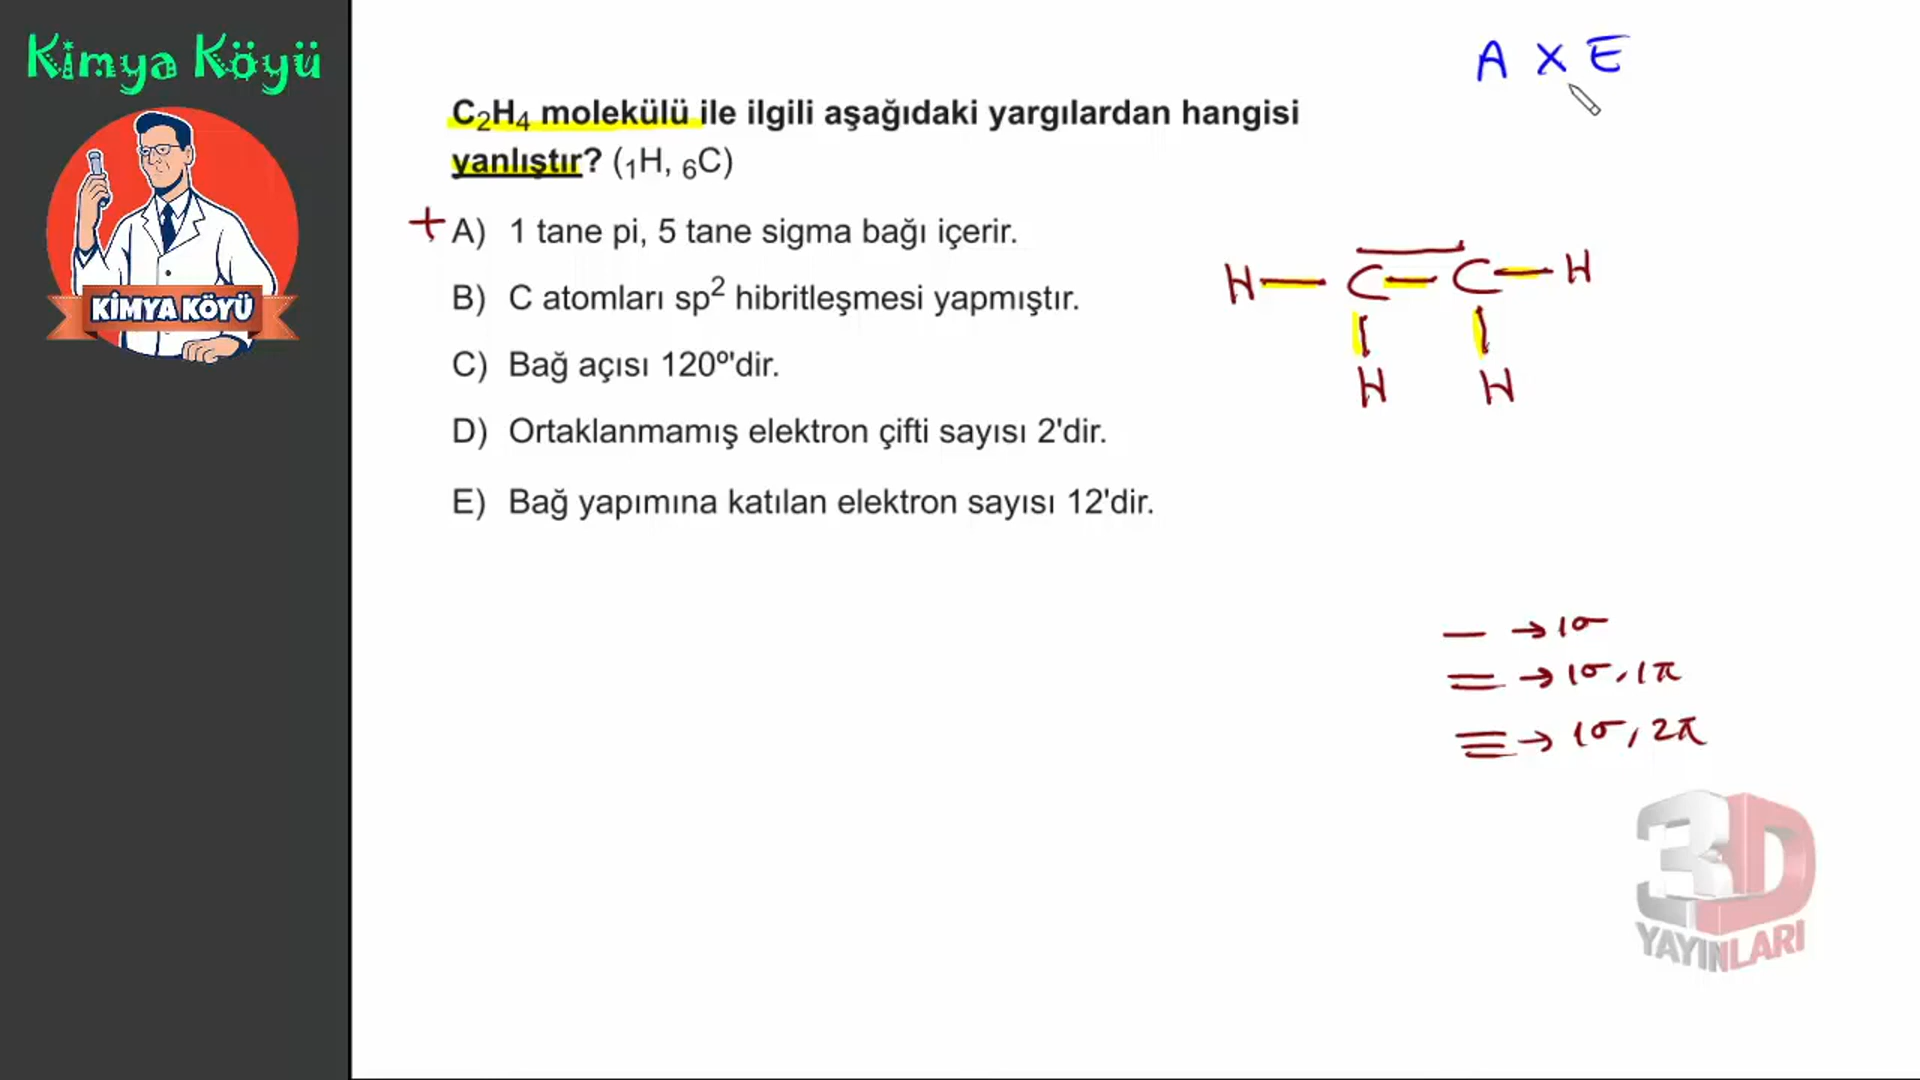 Kimya Köyü
KİMYA KÖYÜ
A X E
C₂H₄ molekülü ile ilgili aşağıdaki yargılardan hangisi
yanlıştır? (₁H, ₆C)
+ A) 1 tane pi, 5 tane sigma bağı içerir.
B) C atomları sp² hibritleşmesi yapmıştır.
C) Bağ açısı 120º'dir.
D) Ortaklanmamış elektron çifti sayısı 2'dir.
E) Bağ yapımına katılan elektron sayısı 12'dir.
H — C = C — H
H H
— → 1σ
= → 1σ, 1π
≡ → 1σ, 2π
3D
YAYINLARI